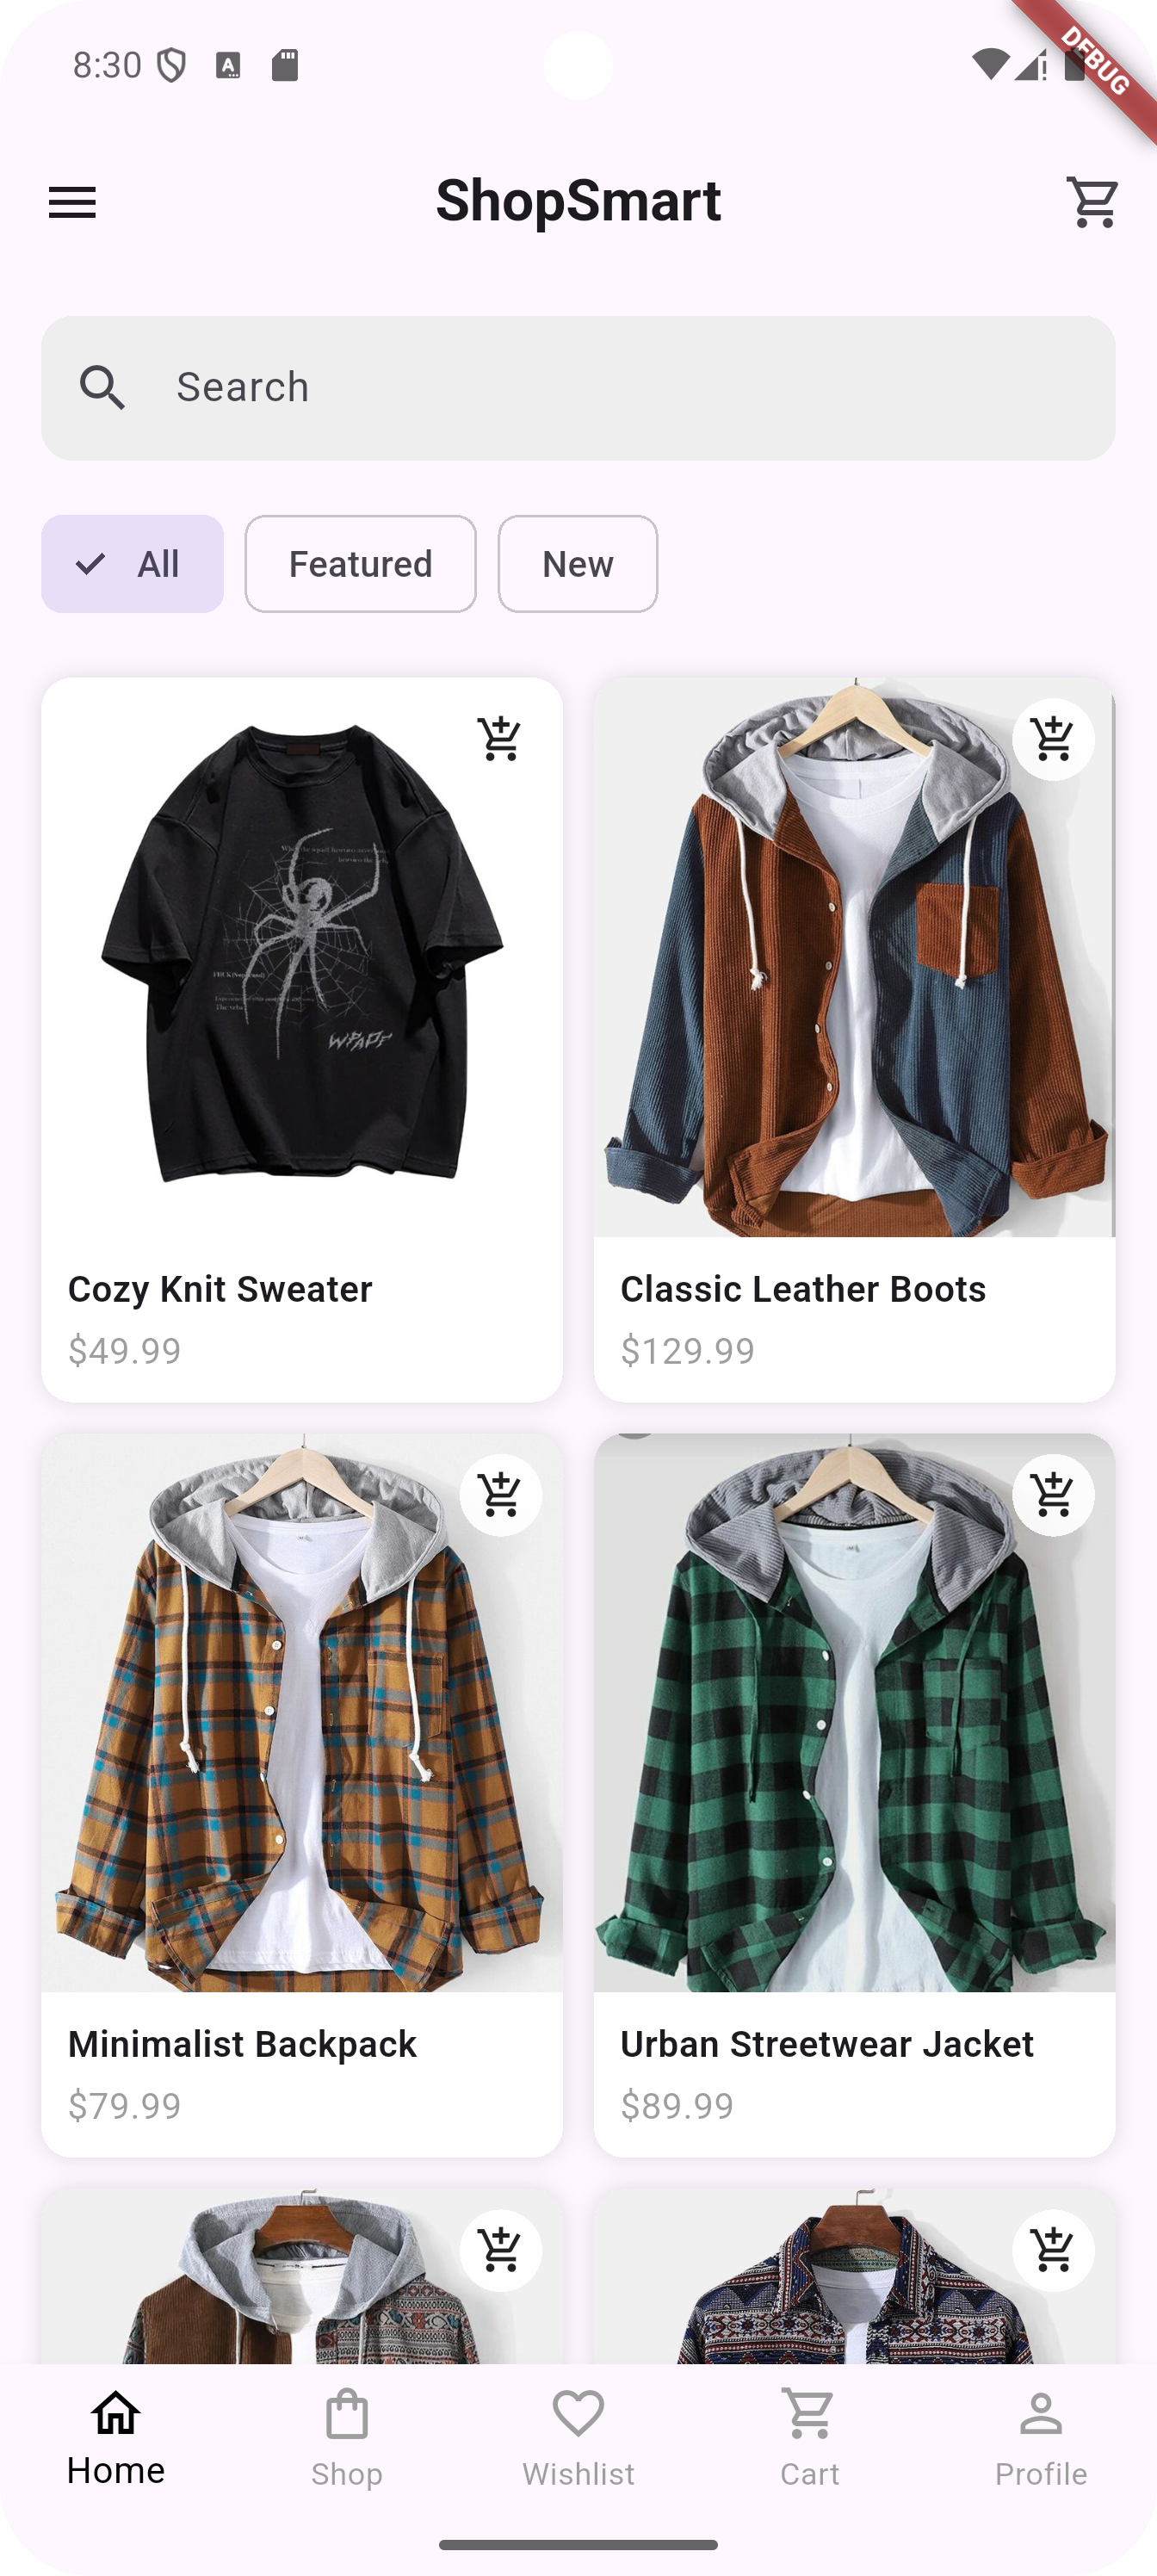 8:30
DEBUG
ShopSmart
Search
All
Featured
New
WPADF
Cozy Knit Sweater
$49.99
Classic Leather Boots
$129.99
Minimalist Backpack
$79.99
Urban Streetwear Jacket
$89.99
Home
Shop
Wishlist
Cart
Profile